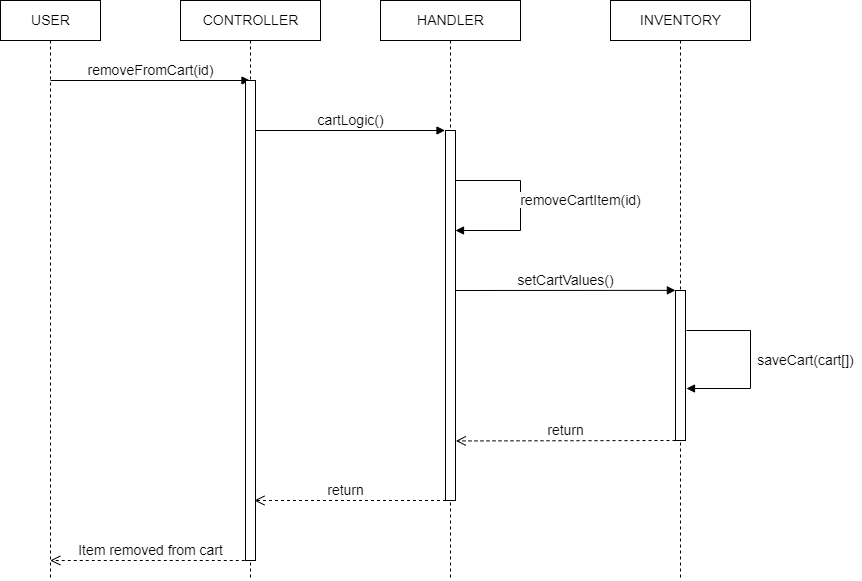 USER
CONTROLLER
HANDLER
INVENTORY
removeFromCart(id)
cartLogic()
removeCartItem(id)
setCartValues()
saveCart(cart[])
return
return
Item removed from cart